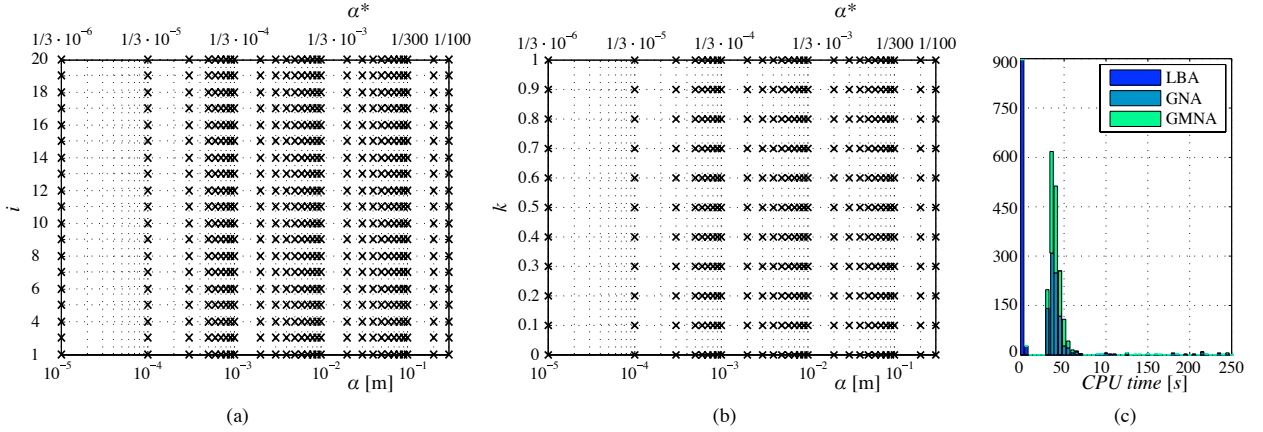 α*
1/3 · 10⁻⁶ 1/3 · 10⁻⁵ 1/3 · 10⁻⁴ 1/3 · 10⁻³ 1/300 1/100
20
18
16
14
12
10
8
6
4
1
i
10⁻⁵ 10⁻⁴ 10⁻³ 10⁻² 10⁻¹
α [m]
(a)
α*
1/3 · 10⁻⁶ 1/3 · 10⁻⁵ 1/3 · 10⁻⁴ 1/3 · 10⁻³ 1/300 1/100
1
0.9
0.8
0.7
0.6
0.5
0.4
0.3
0.2
0.1
0
k
10⁻⁵ 10⁻⁴ 10⁻³ 10⁻² 10⁻¹
α [m]
(b)
900
750
600
450
300
150
0
LBA
GNA
GMNA
0 50 100 150 200 250
CPU time [s]
(c)